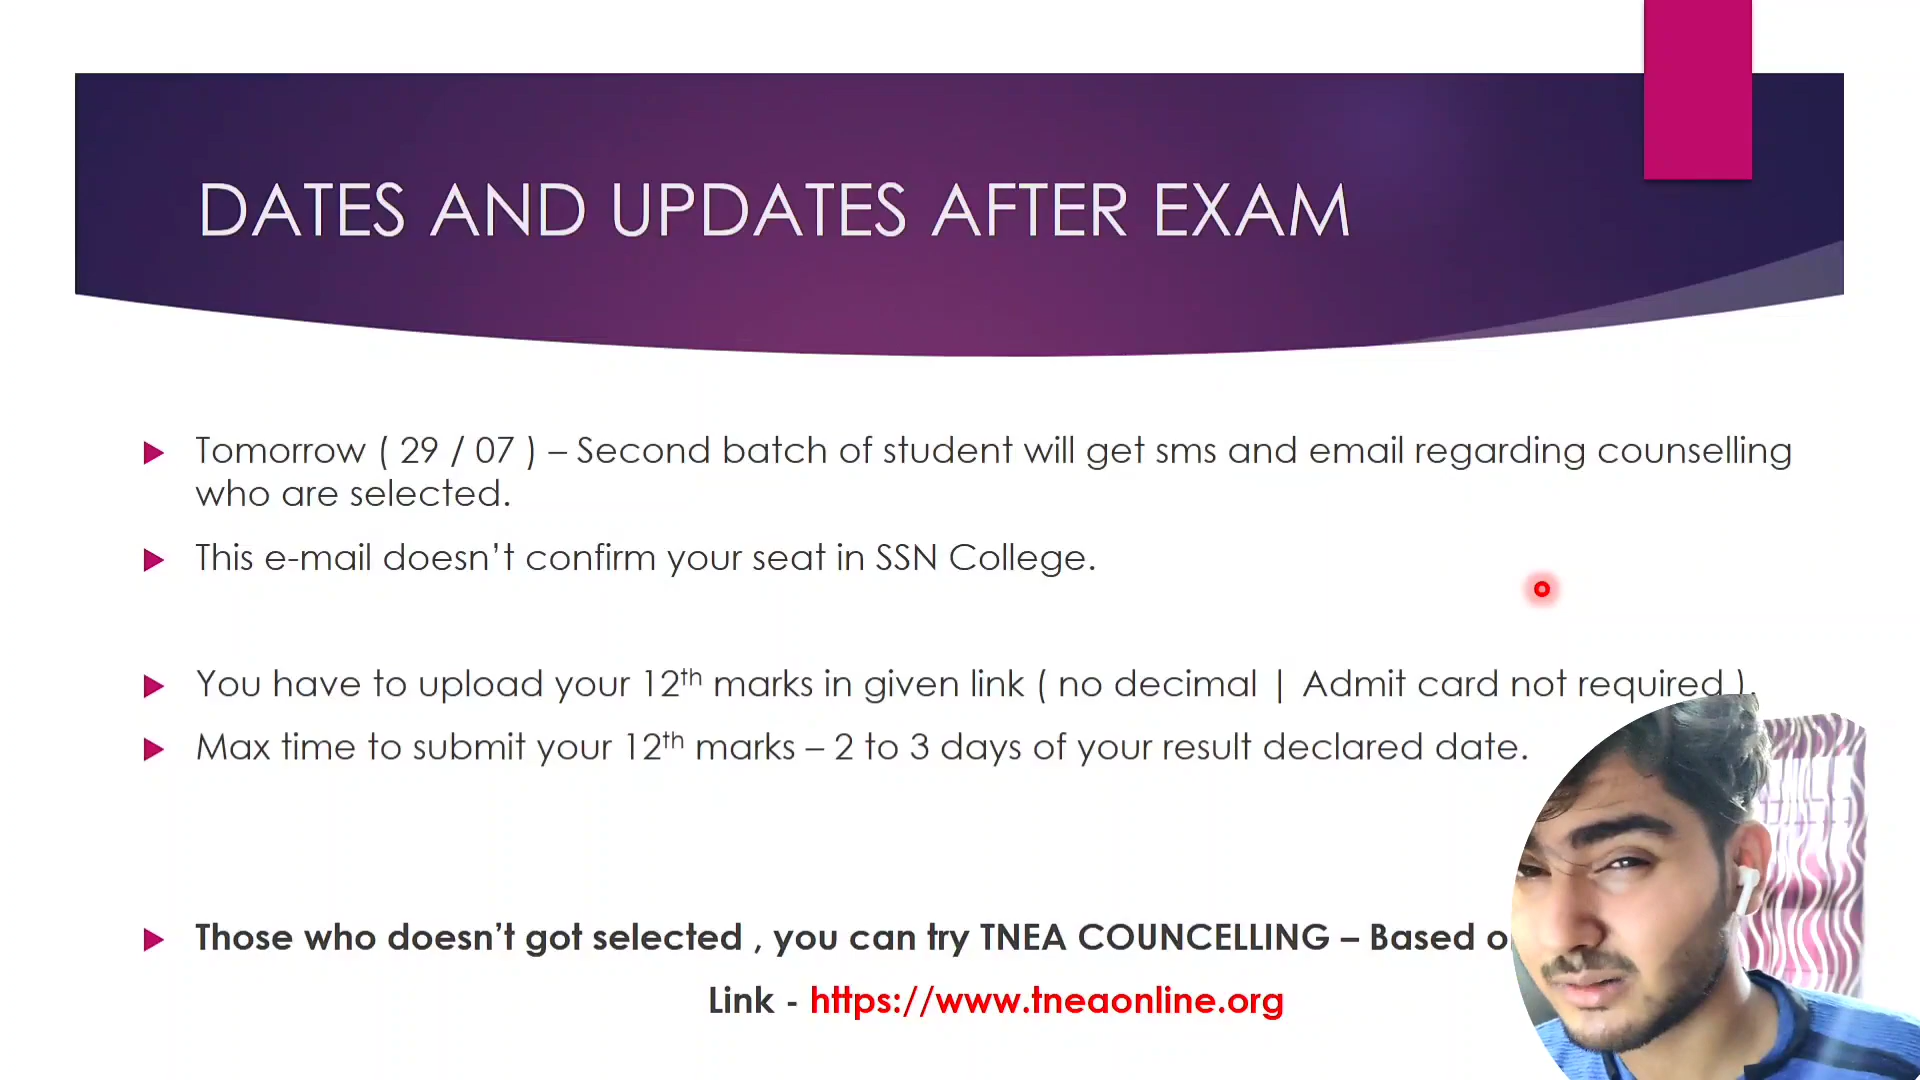 DATES AND UPDATES AFTER EXAM
Tomorrow ( 29 / 07 ) – Second batch of student will get sms and email regarding counselling
who are selected.
This e-mail doesn’t confirm your seat in SSN College.
You have to upload your 12th marks in given link ( no decimal | Admit card not required ).
Max time to submit your 12th marks – 2 to 3 days of your result declared date.
Those who doesn’t got selected , you can try TNEA COUNCELLING – Based
Link - https://www.tneaonline.org